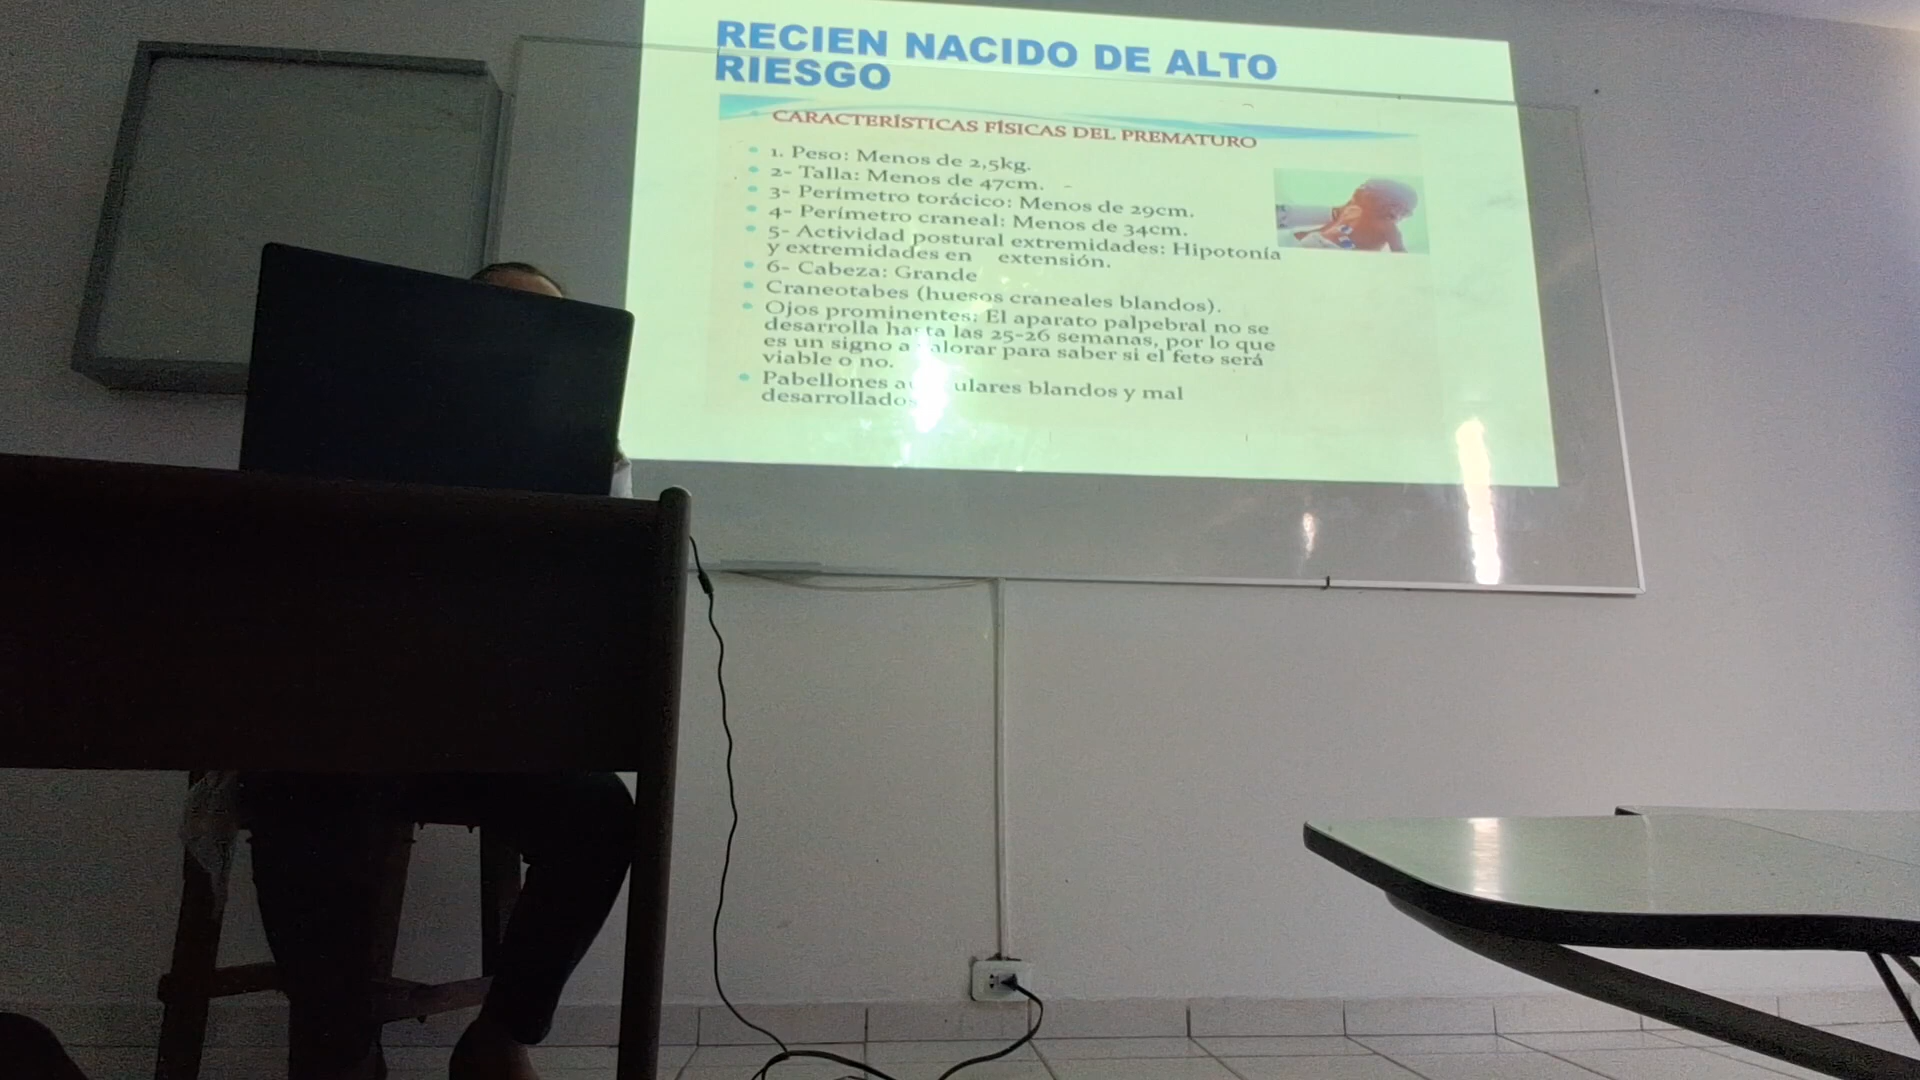 RECIEN NACIDO DE ALTO
RIESGO
CARACTERÍSTICAS FÍSICAS DEL PREMATURO
1. Peso: Menos de 2,5kg.
2- Talla: Menos de 47cm.
3- Perímetro torácico: Menos de 29cm.
4- Perímetro craneal: Menos de 34cm.
5- Actividad postural extremidades: Hipotonía
y extremidades en extensión.
6- Cabeza: Grande
Craneotabes (huesos craneales blandos).
Ojos prominentes: El aparato palpebral no se
desarrolla hasta las 25-26 semanas, por lo que
es un signo a valorar para saber si el feto será
viable o no.
Pabellones blandos y mal
desarrollados